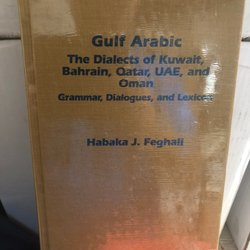 Gulf Arabic
The Dialects of Kuwait,
Bahrain, Qatar, UAE, and
Oman
Grammar, Dialogues, and Lexicon
Habaka J. Feghali